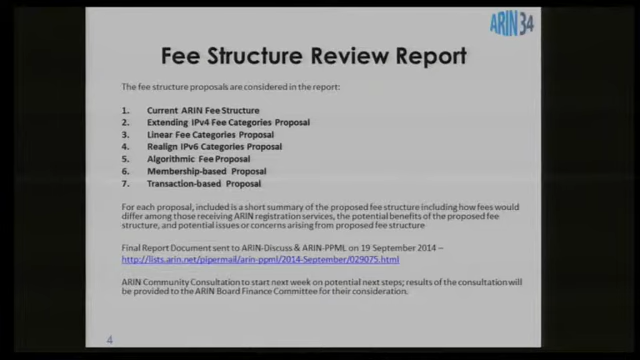 ARIN34
Fee Structure Review Report
The fee structure proposals are considered in the report:
1. Current ARIN Fee Structure
2. Extending IPv4 Fee Categories Proposal
3. Linear Fee Categories Proposal
4. Realign IPv6 Categories Proposal
5. Algorithmic Fee Proposal
6. Membership-based Proposal
7. Transaction-based Proposal
For each proposal, included is a short summary of the proposed fee structure including how fees would
differ among those receiving ARIN registration services, the potential benefits of the proposed fee
structure, and potential issues or concerns arising from proposed fee structure
Final Report Document sent to ARIN-Discuss & ARIN-PPML on 19 September 2014 –
http://lists.arin.net/pipermail/arin-ppml/2014-September/029075.html
ARIN Community Consultation to start next week on potential next steps; results of the consultation will
be provided to the ARIN Board Finance Committee for their consideration.
4